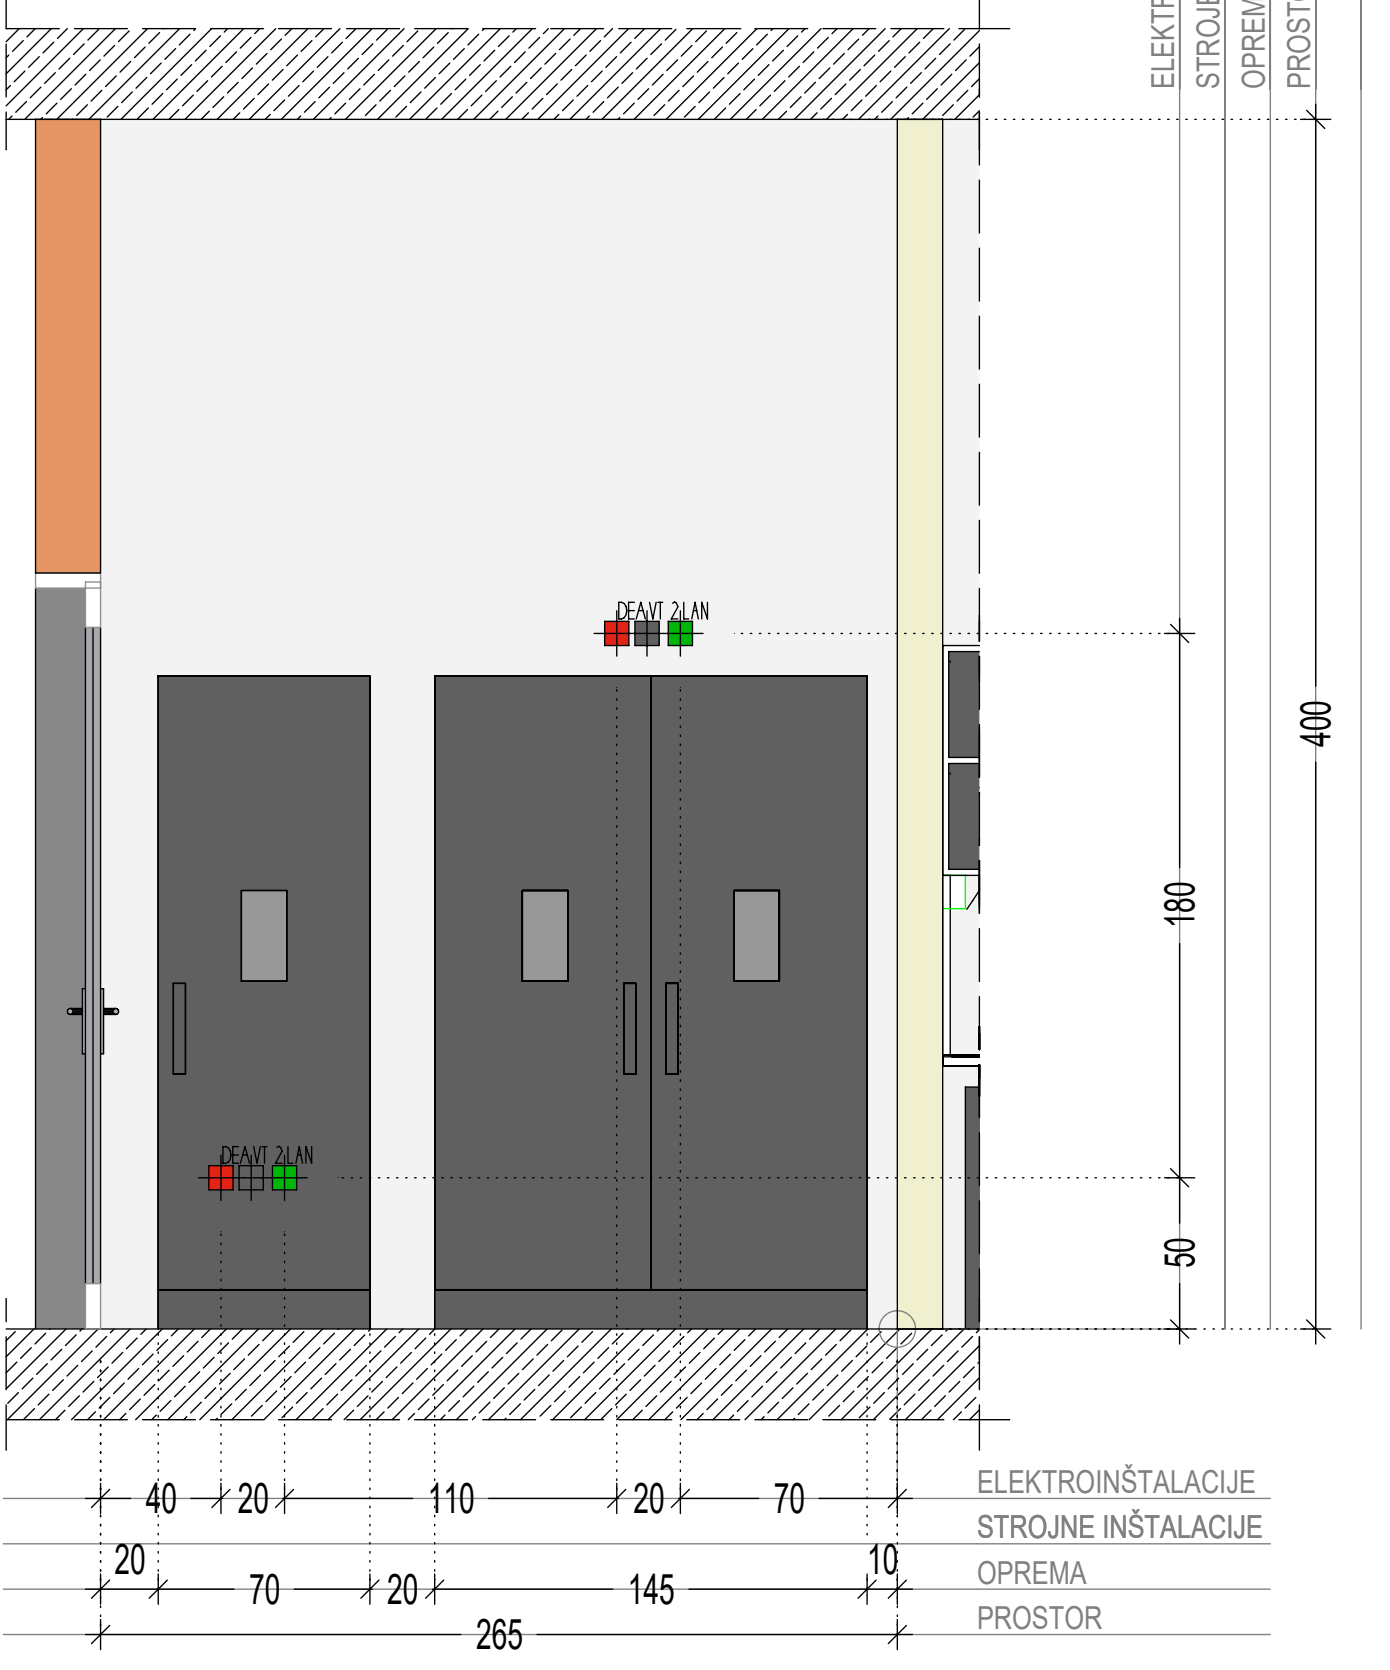 ELEKTR
STROJE
OPREM
PROSTO
DEA VT 2LAN
400
180
DEA VT 2LAN
50
40 20 110 20 70 ELEKTROINŠTALACIJE
STROJNE INŠTALACIJE
20 70 20 145 10 OPREMA
265 PROSTOR